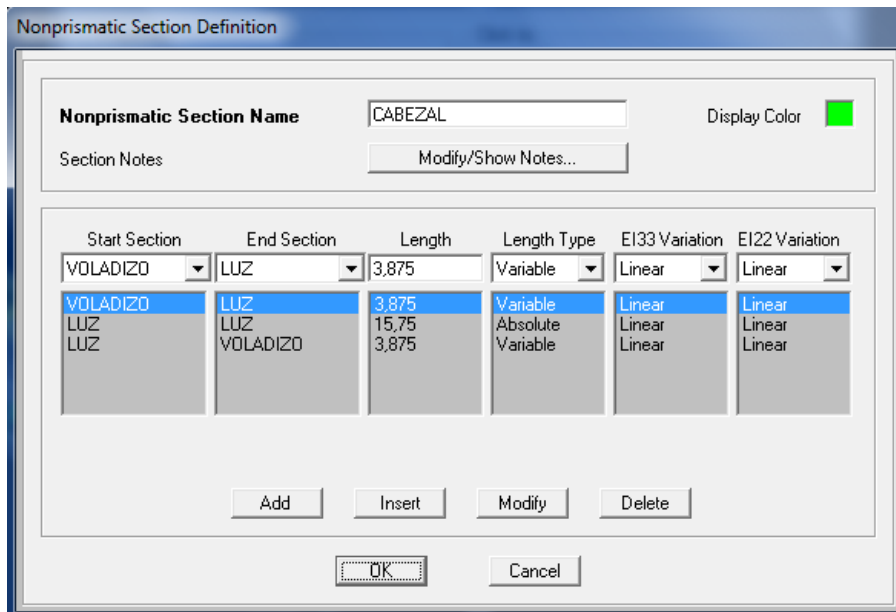 Nonprismatic Section Definition
Nonprismatic Section Name CABEZAL Display Color
Section Notes Modify/Show Notes...
Start Section End Section Length Length Type EI33 Variation EI22 Variation
VOLADIZO LUZ 3,875 Variable Linear Linear
VOLADIZO LUZ 3,875 Variable Linear Linear
LUZ LUZ 15,75 Absolute Linear Linear
LUZ VOLADIZO 3,875 Variable Linear Linear
Add Insert Modify Delete
OK Cancel